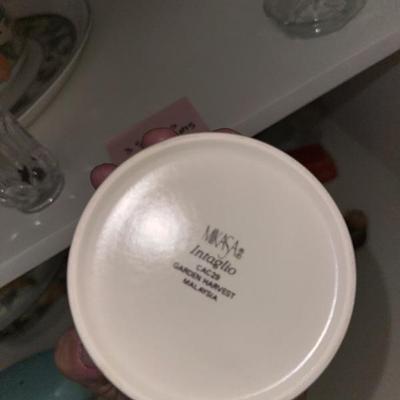 MIKASA
Intaglio
CAC29
GARDEN HARVEST
MALAYSIA